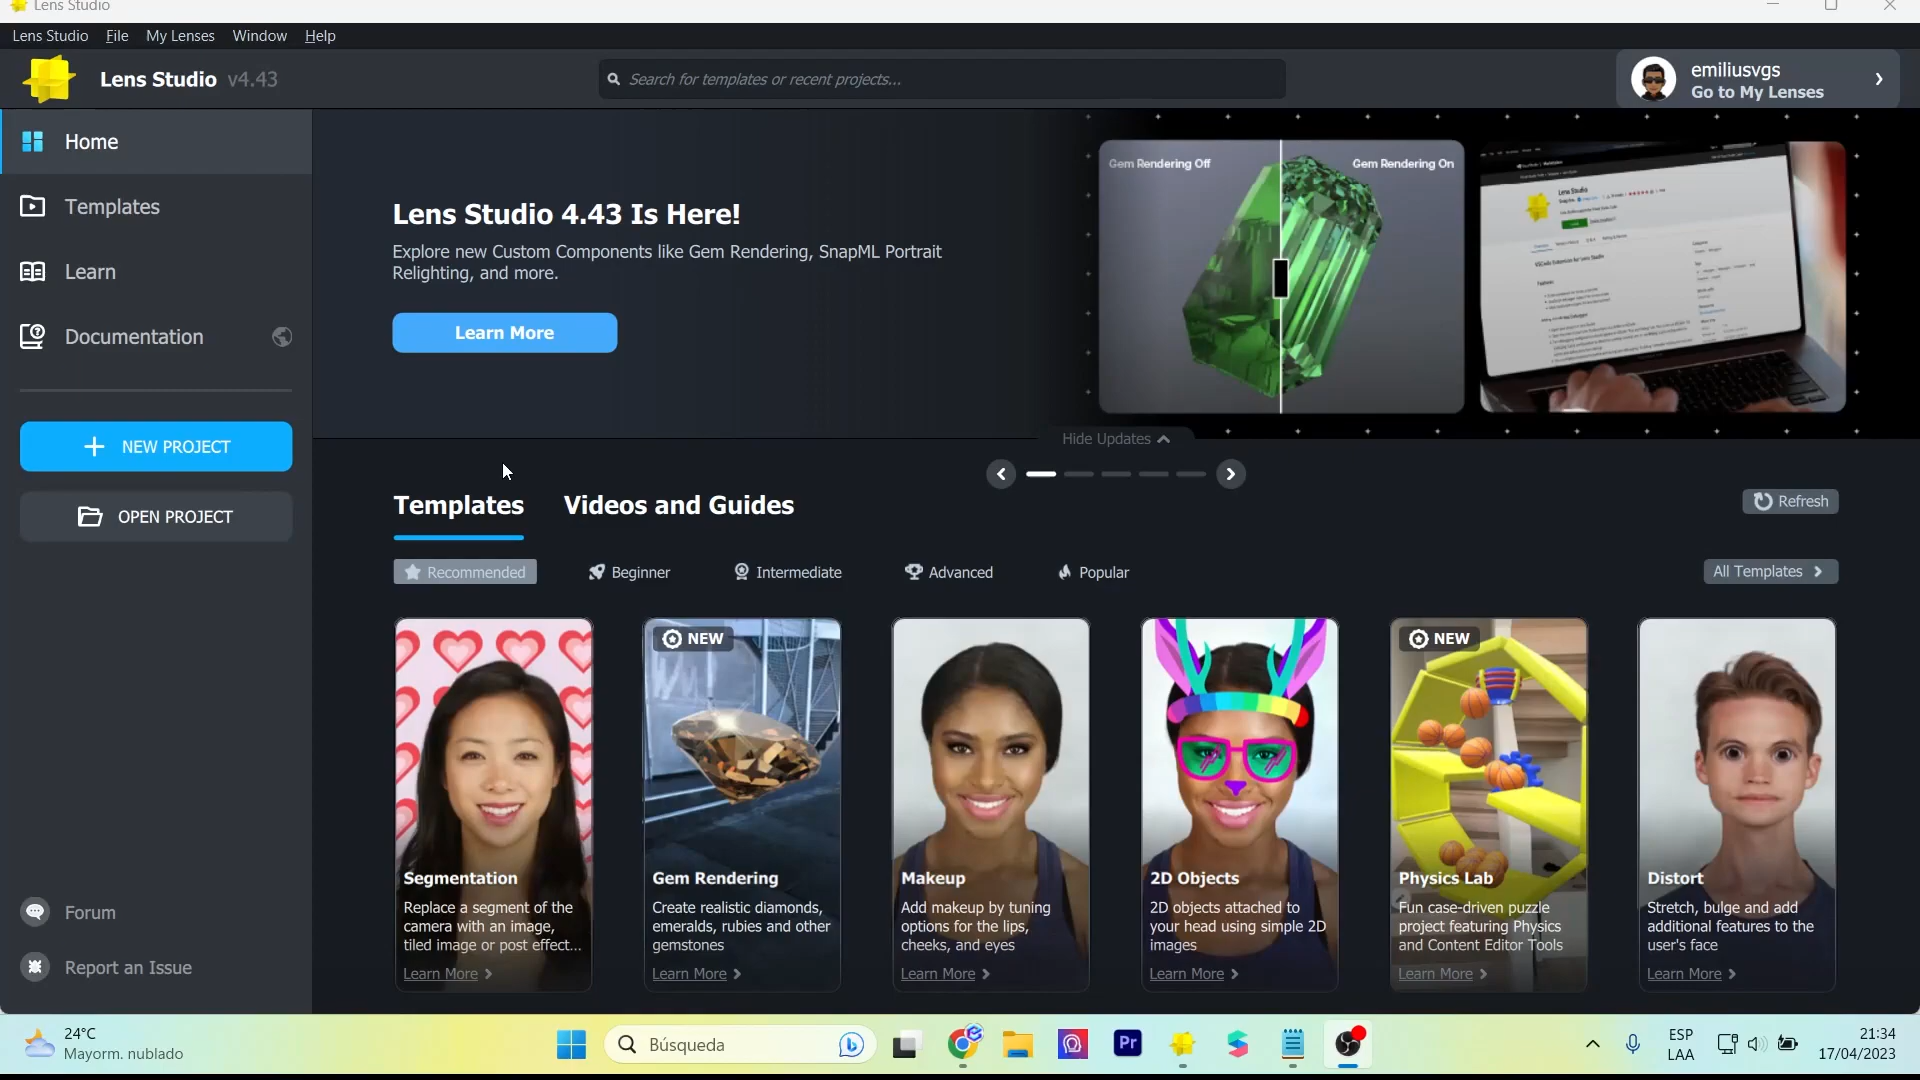 Lens Studio
Lens Studio File My Lenses Window Help
Lens Studio v4.43
Search for templates or recent projects...
emiliusvgs
Go to My Lenses
Home
Templates
Learn
Documentation
NEW PROJECT
OPEN PROJECT
Forum
Report an Issue
Lens Studio 4.43 Is Here!
Explore new Custom Components like Gem Rendering, SnapML Portrait
Relighting, and more.
Learn More
Gem Rendering Off
Gem Rendering On
Lens Studio
Hide Updates
Templates
Videos and Guides
Refresh
Recommended
Beginner
Intermediate
Advanced
Popular
All Templates
Segmentation
Replace a segment of the
camera with an image,
tiled image or post effect...
Learn More
NEW
Gem Rendering
Create realistic diamonds,
emeralds, rubies and other
gemstones
Learn More
Makeup
Add makeup by tuning
options for the lips,
cheeks, and eyes
Learn More
2D Objects
2D objects attached to
your head using simple 2D
images
Learn More
NEW
Physics Lab
Fun case-driven puzzle
project featuring Physics
and Content Editor Tools
Learn More
Distort
Stretch, bulge and add
additional features to the
user's face
Learn More
24°C
Mayorm. nublado
Búsqueda
Pr
ESP
LAA
21:34
17/04/2023